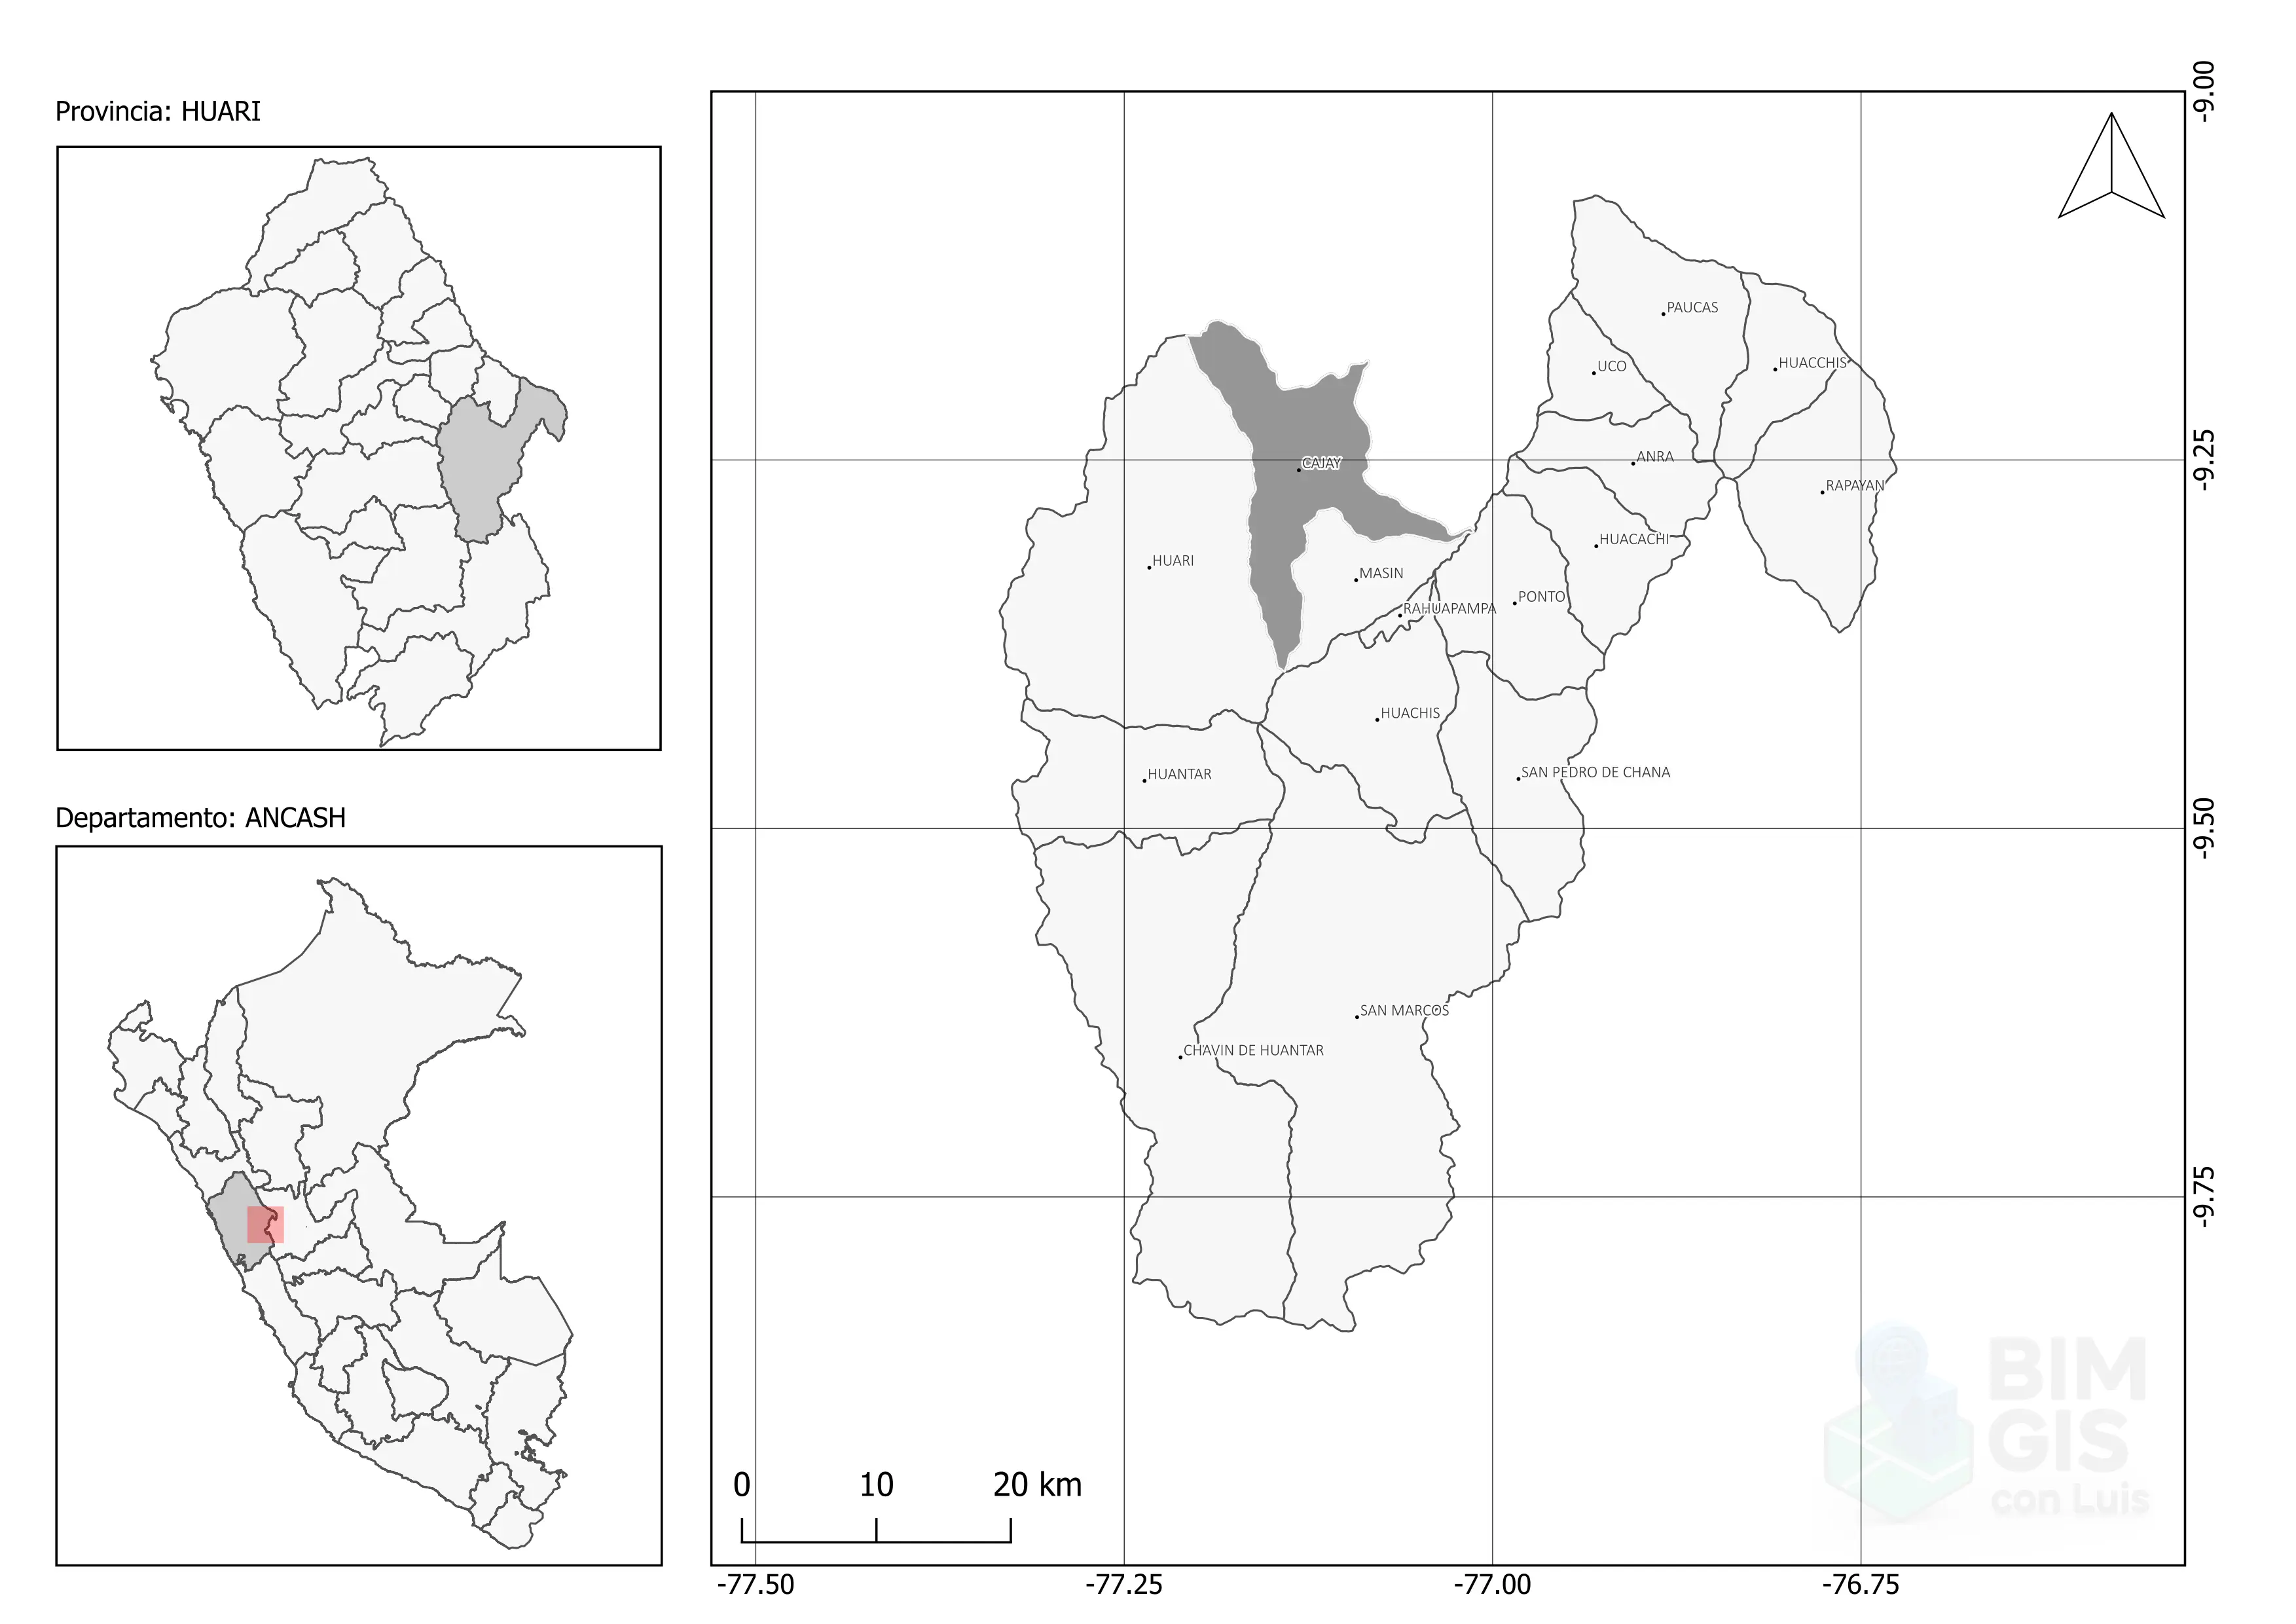 Provincia: HUARI
Departamento: ANCASH
-9.00
-9.25
-9.50
-9.75
PAUCAS
HUACCHIS
UCO
ANRA
CAJAY
RAPAYAN
HUACACHI
HUARI
MASIN
PONTO
RAHUAPAMPA
HUACHIS
HUANTAR
SAN PEDRO DE CHANA
SAN MARCOS
CHAVIN DE HUANTAR
BIM
GIS
con Luis
0 10 20 km
-77.50 -77.25 -77.00 -76.75